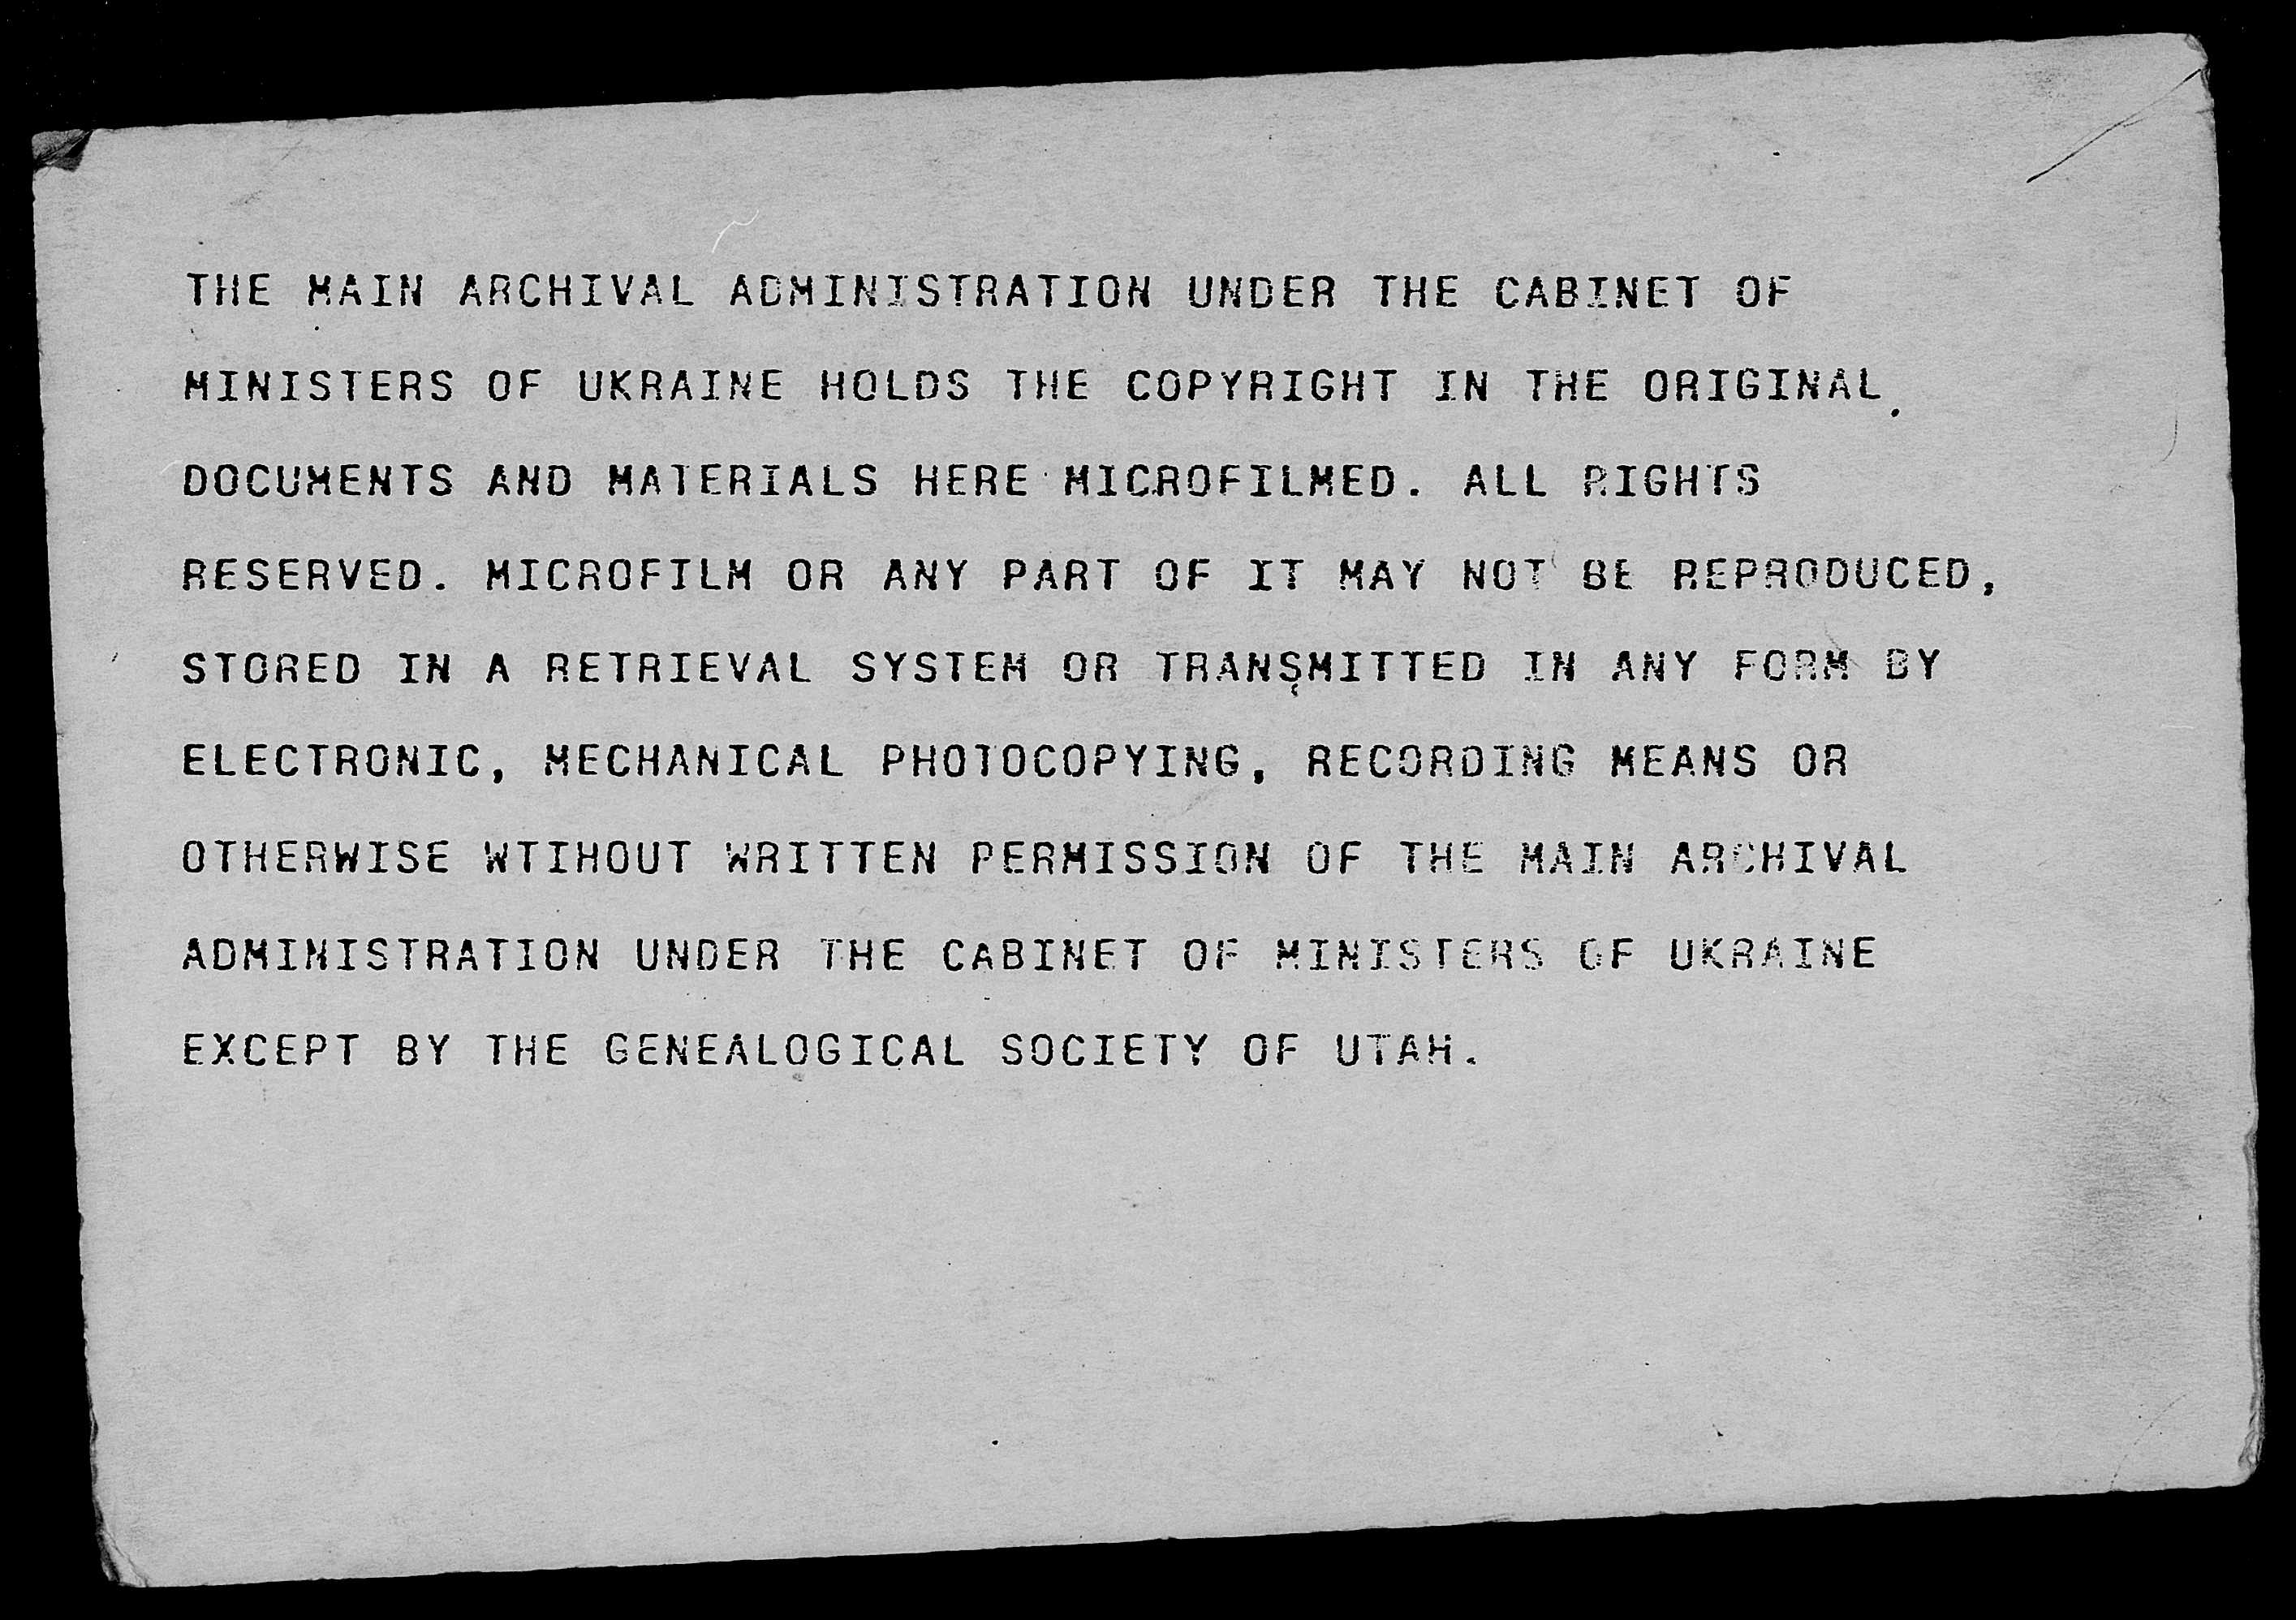 THE MAIN ARCHIVAL ADMINISTRATION UNDER THE CABINET OF
MINISTERS OF UKRAINE HOLDS THE COPYRIGHT IN THE ORIGINAL
DOCUMENTS AND MATERIALS HERE MICROFILMED. ALL RIGHTS
RESERVED. MICROFILM OR ANY PART OF IT MAY NOT BE REPRODUCED,
STORED IN A RETRIEVAL SYSTEM OR TRANSMITTED IN ANY FORM BY
ELECTRONIC, MECHANICAL PHOTOCOPYING, RECORDING MEANS OR
OTHERWISE WTIHOUT WRITTEN PERMISSION OF THE MAIN ARCHIVAL
ADMINISTRATION UNDER THE CABINET OF MINISTERS OF UKRAINE
EXCEPT BY THE GENEALOGICAL SOCIETY OF UTAH.